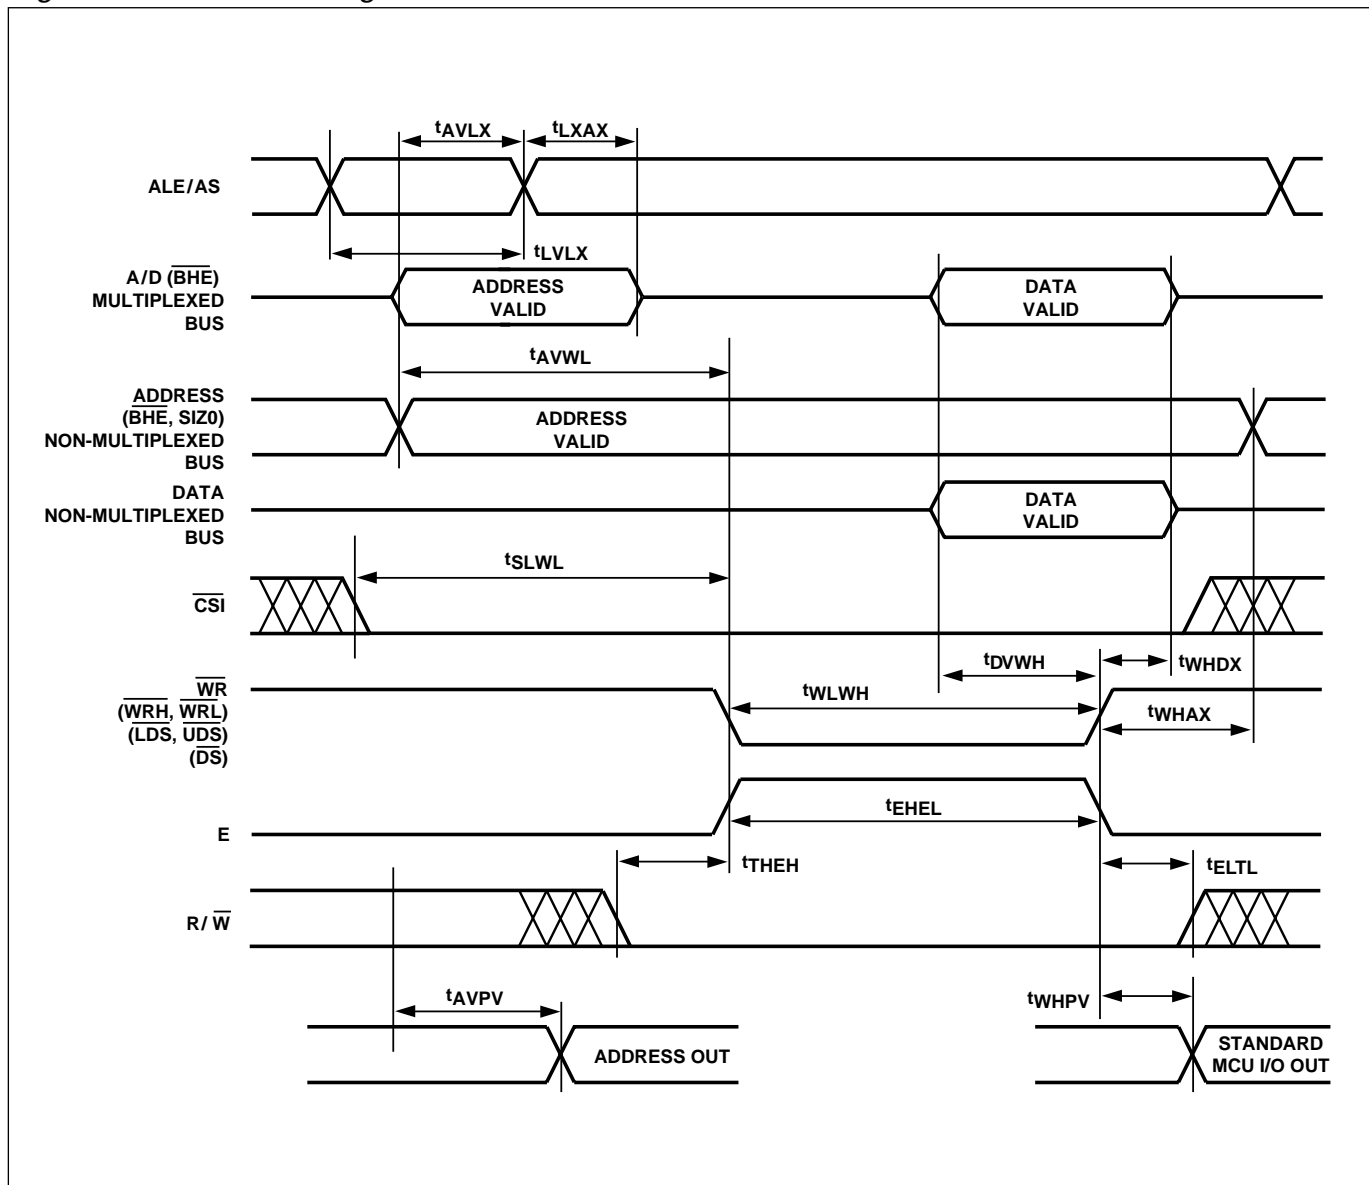 tAVLX
tLXAX
ALE/AS
tLVLX
A/D (BHE)
MULTIPLEXED
BUS
ADDRESS
VALID
DATA
VALID
tAVWL
ADDRESS
(BHE, SIZ0)
NON-MULTIPLEXED
BUS
ADDRESS
VALID
DATA
NON-MULTIPLEXED
BUS
DATA
VALID
tSLWL
CSI
tDVWH
tWHDX
WR
(WRH, WRL)
(LDS, UDS)
(DS)
tWLWH
tWHAX
tEHEL
E
tTHEH
tELTL
R/ W
tAVPV
tWHPV
ADDRESS OUT
STANDARD
MCU I/O OUT